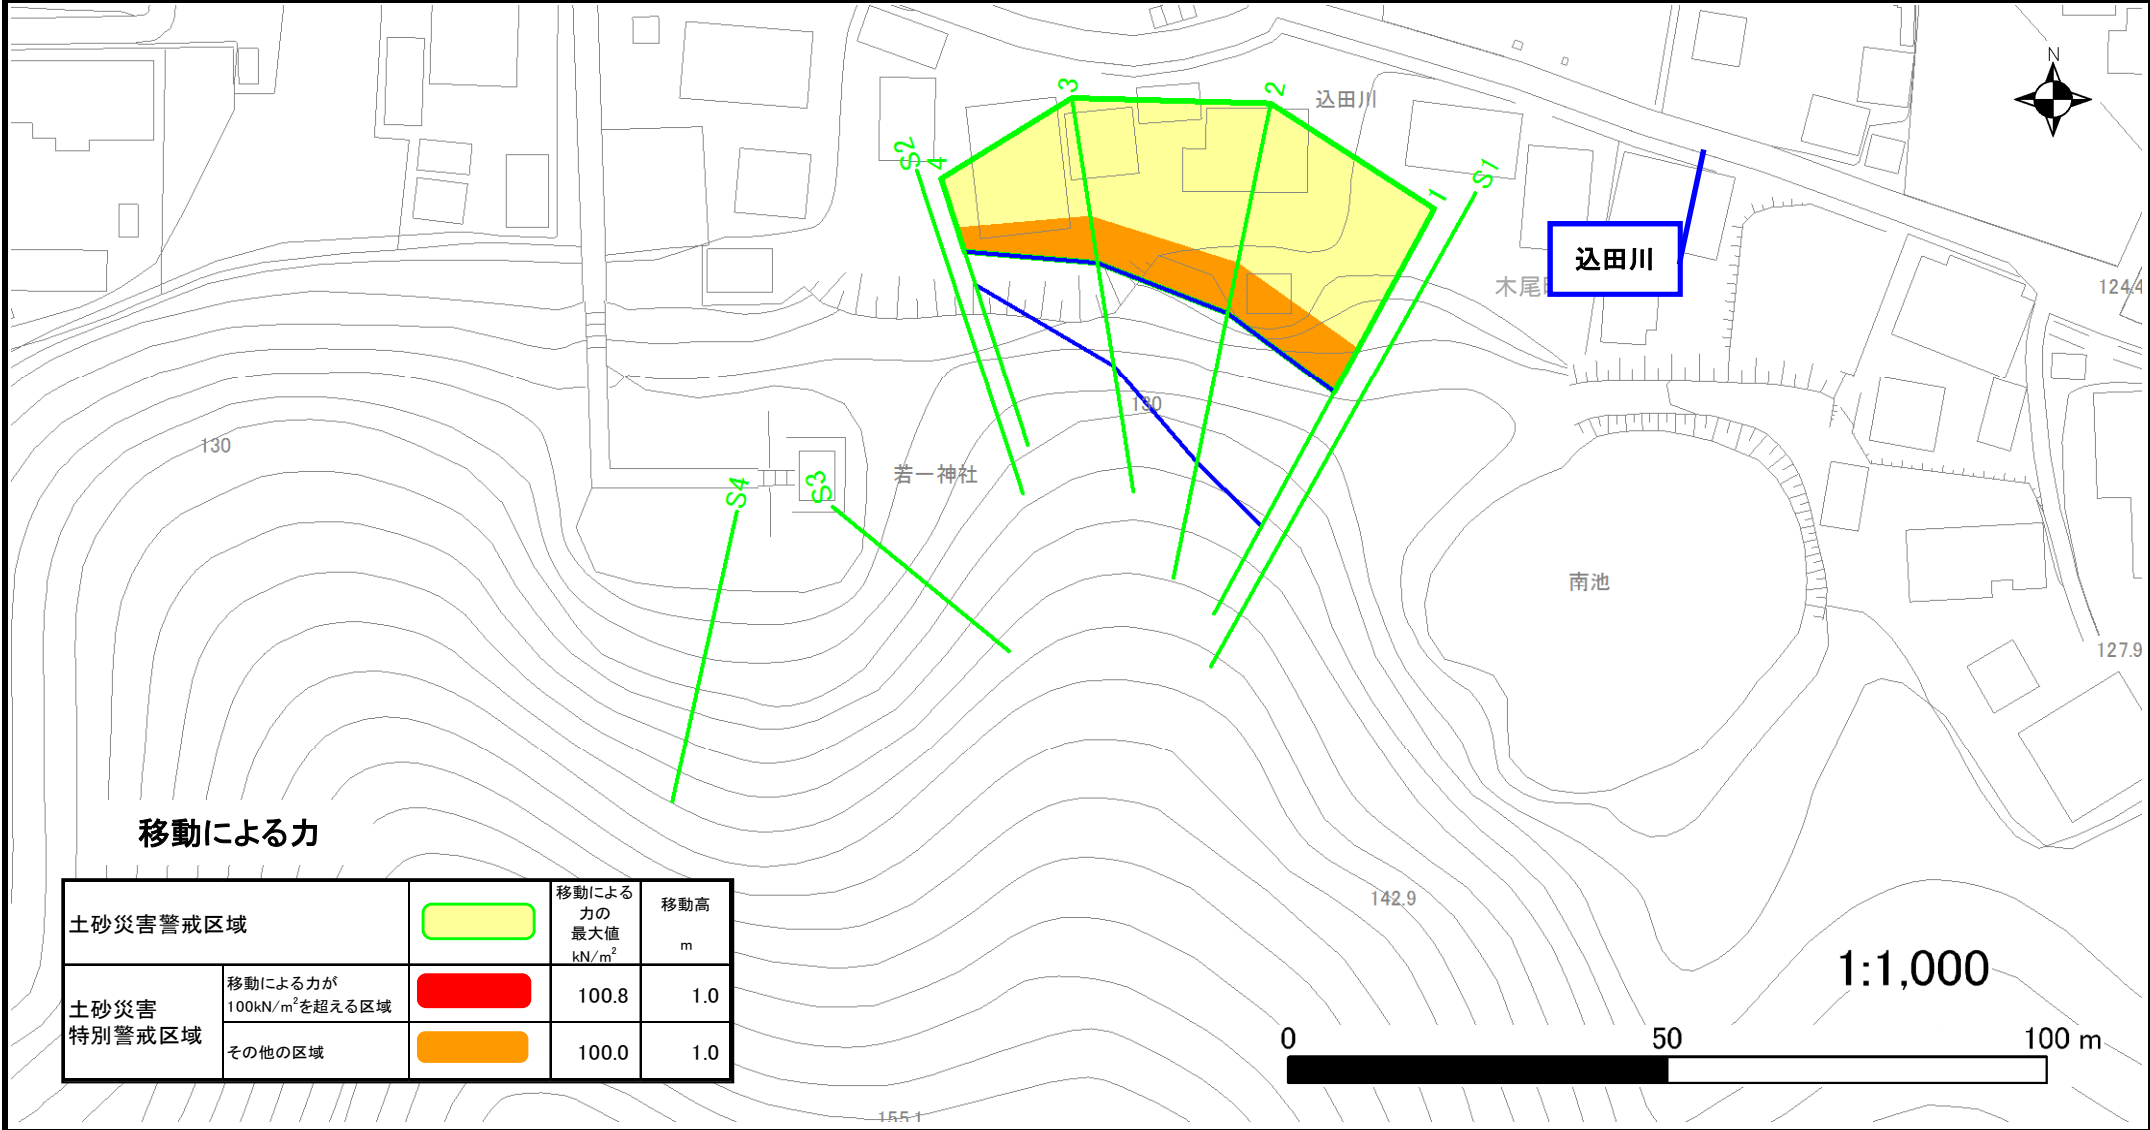 N
3
2
込田川
S2
4
1
S1
込田川
124.4
130
130
若一神社
S4
S3
南池
127.9
移動による力
142.9
土砂災害警戒区域
移動による
力の
最大値
kN/m²
移動高
m
土砂災害
特別警戒区域
移動による力が
100kN/m²を超える区域
100.8
1.0
その他の区域
100.0
1.0
1:1,000
0
50
100 m
155.1
木尾